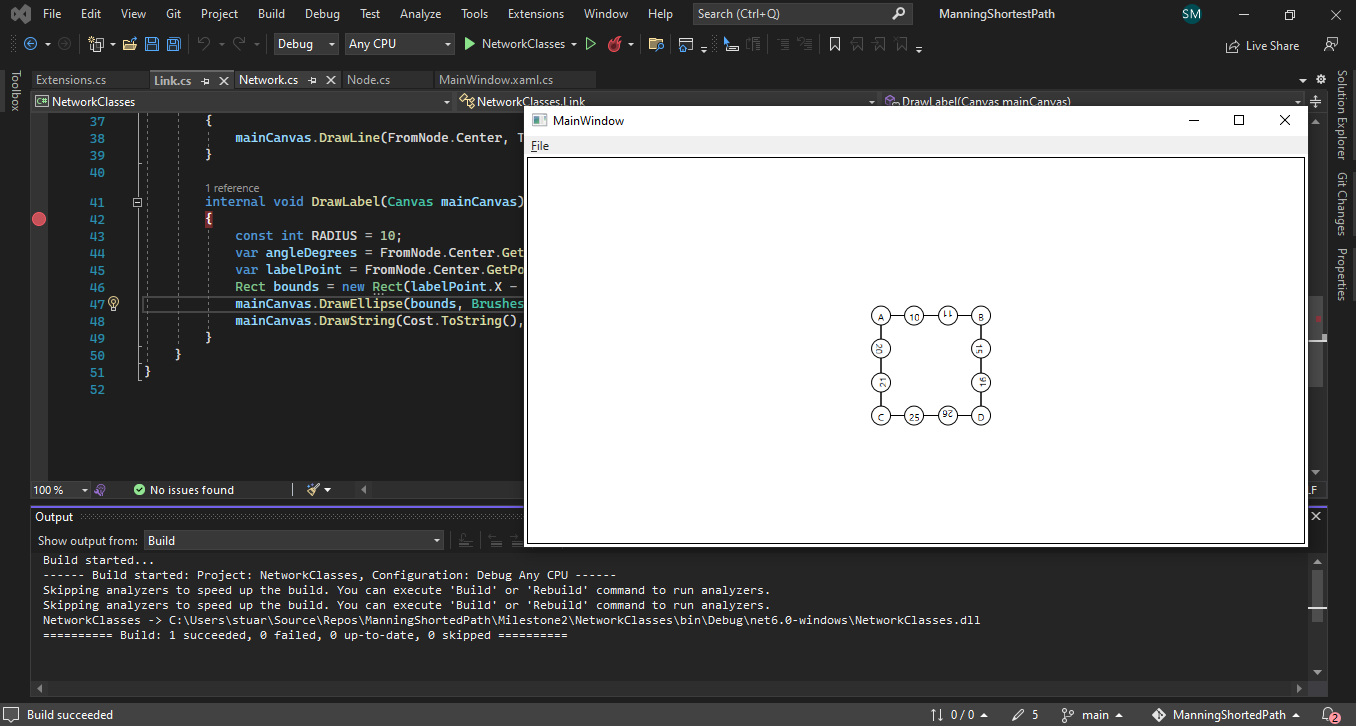 File Edit View Git Project Build Debug Test Analyze Tools Extensions Window Help Search (Ctrl+Q) ManningShortestPath SM
Debug Any CPU NetworkClasses Live Share
Toolbox
Extensions.cs Link.cs Network.cs Node.cs MainWindow.xaml.cs
C# NetworkClasses NetworkClasses.Link DrawLabel(Canvas mainCanvas)
37 {
38 mainCanvas.DrawLine(FromNode.Center, T
39 }
40
1 reference
41 internal void DrawLabel(Canvas mainCanvas)
42 {
43 const int RADIUS = 10;
44 var angleDegrees = FromNode.Center.Get
45 var labelPoint = FromNode.Center.GetPo
46 Rect bounds = new Rect(labelPoint.X -
47 mainCanvas.DrawEllipse(bounds, Brushes
48 mainCanvas.DrawString(Cost.ToString(),
49 }
50 }
51 }
52
MainWindow
File
A 10 11 B
20 15
21 16
C 25 26 D
Solution Explorer
Git Changes
Properties
100 % No issues found LF
Output
Show output from: Build
Build started...
------ Build started: Project: NetworkClasses, Configuration: Debug Any CPU ------
Skipping analyzers to speed up the build. You can execute 'Build' or 'Rebuild' command to run analyzers.
Skipping analyzers to speed up the build. You can execute 'Build' or 'Rebuild' command to run analyzers.
NetworkClasses -> C:\Users\stuar\Source\Repos\ManningShortedPath\Milestone2\NetworkClasses\bin\Debug\net6.0-windows\NetworkClasses.dll
========== Build: 1 succeeded, 0 failed, 0 up-to-date, 0 skipped ==========
Build succeeded 0 / 0 5 main ManningShortedPath 2